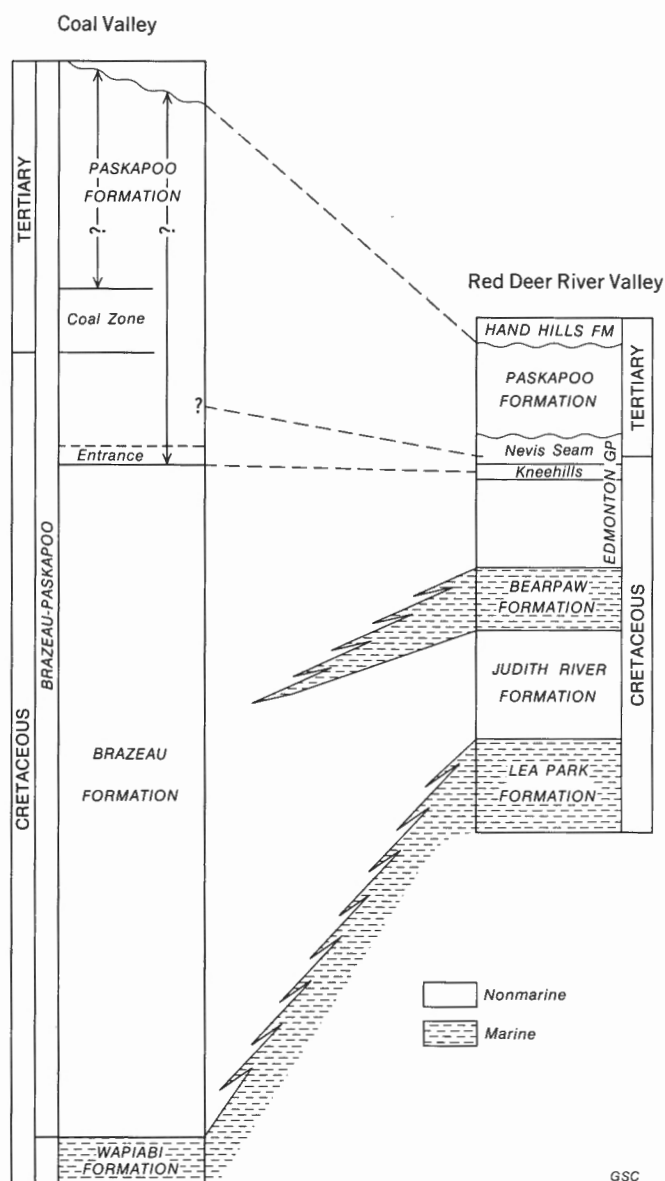 Coal Valley
TERTIARY
CRETACEOUS
BRAZEAU-PASKAPOO
PASKAPOO
FORMATION
?
?
Coal Zone
Entrance
BRAZEAU
FORMATION
WAPIABI
FORMATION
?
Red Deer River Valley
HAND HILLS FM
PASKAPOO
FORMATION
Nevis Seam
Kneehills
EDMONTON GP
BEARPAW
FORMATION
JUDITH RIVER
FORMATION
LEA PARK
FORMATION
TERTIARY
CRETACEOUS
Nonmarine
Marine
GSC